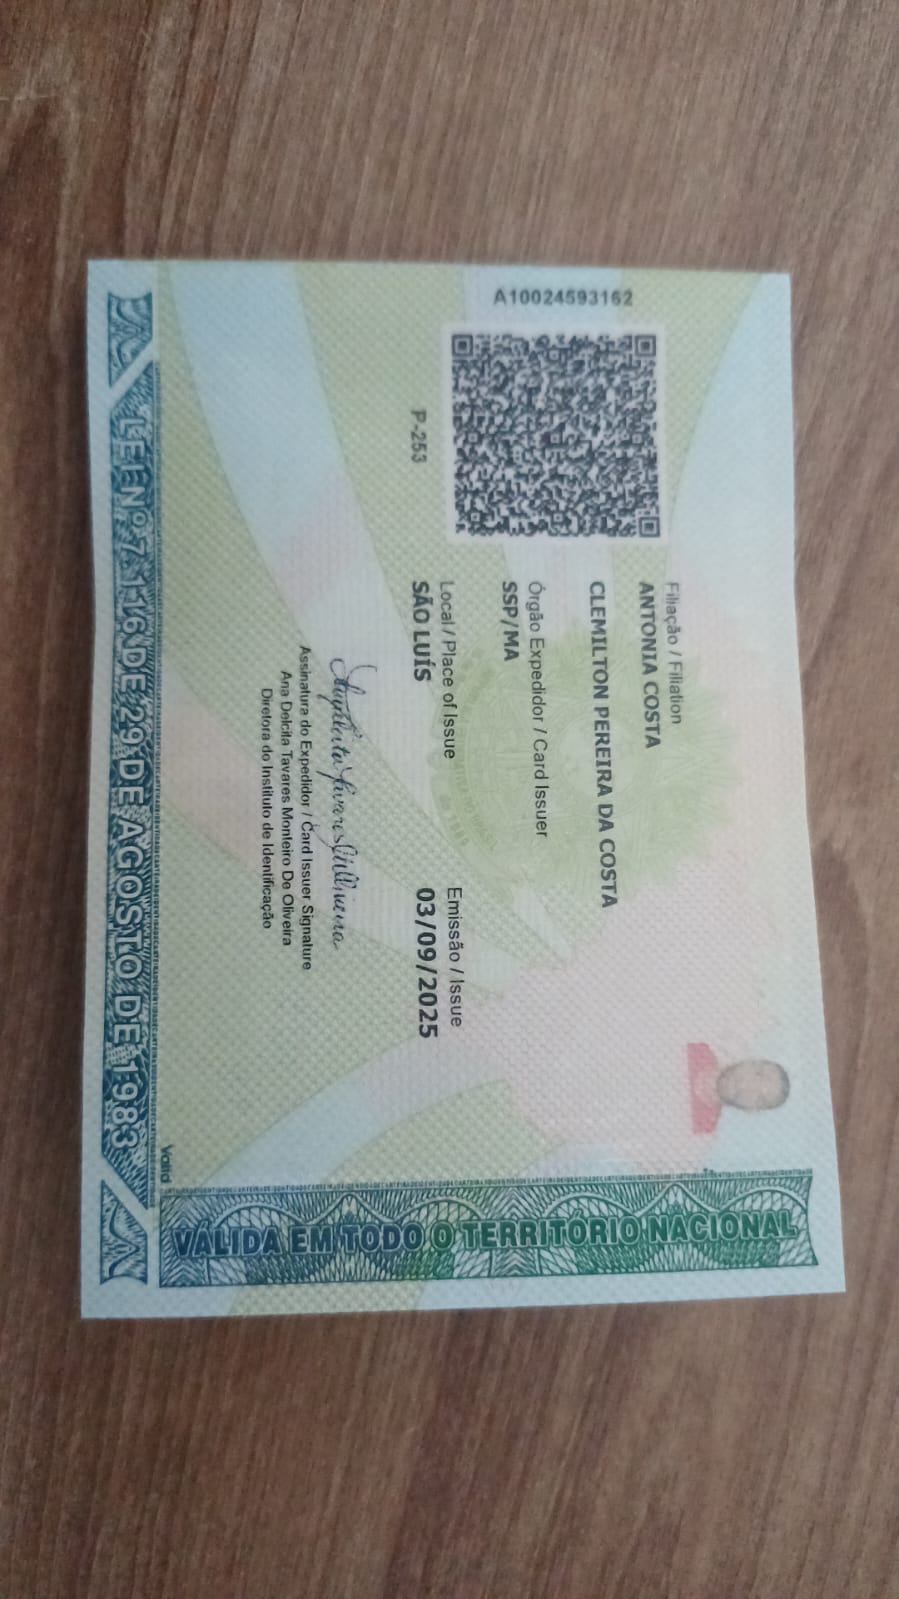 A10024593162
P-253
Filiação / Filiation
ANTONIA COSTA
CLEMILTON PEREIRA DA COSTA
Órgão Expedidor / Card Issuer
SSP/MA
Local / Place of Issue
SÃO LUÍS
Emissão / Issue
03/09/2025
Assinatura do Expedidor / Card Issuer Signature
Ana Delcita Tavares Monteiro De Oliveira
Diretora do Instituto de Identificação
Valid
LEI Nº 7.116 DE 29 DE AGOSTO DE 1983
VÁLIDA EM TODO O TERRITÓRIO NACIONAL